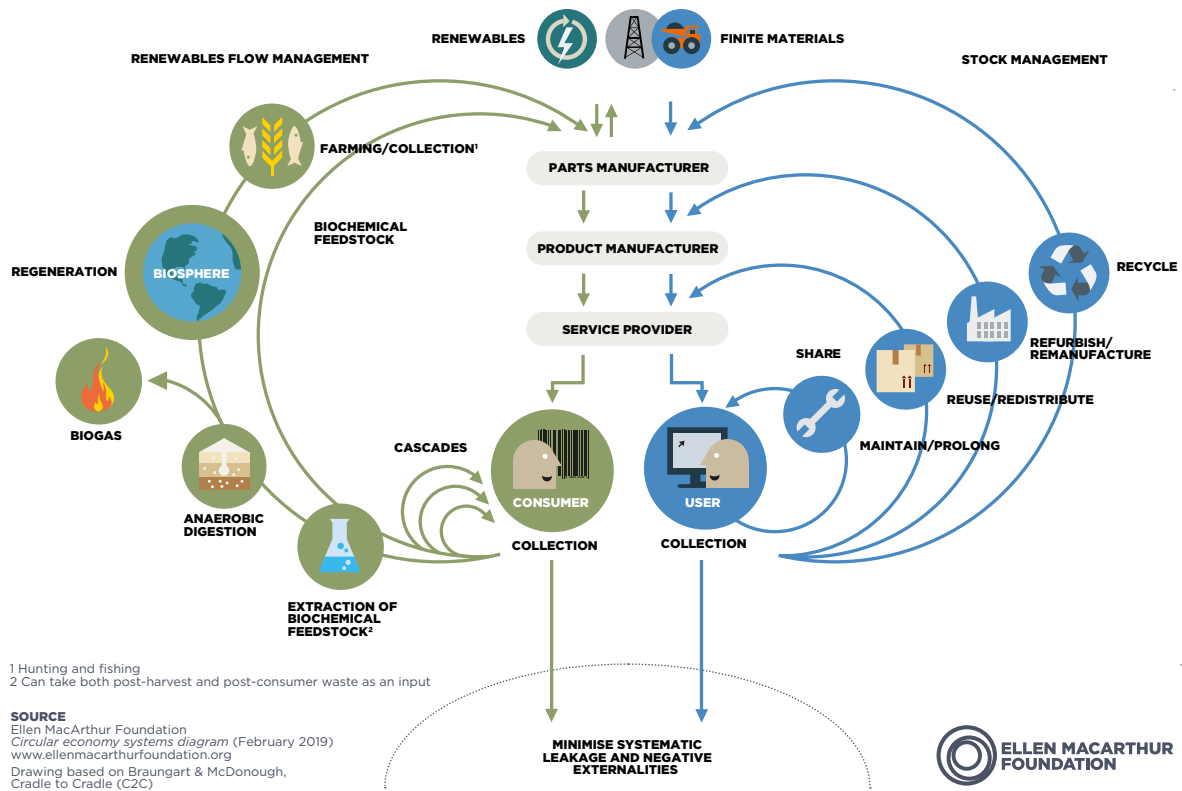 RENEWABLES
FINITE MATERIALS
RENEWABLES FLOW MANAGEMENT
STOCK MANAGEMENT
FARMING/COLLECTION¹
PARTS MANUFACTURER
BIOCHEMICAL
FEEDSTOCK
PRODUCT MANUFACTURER
REGENERATION
BIOSPHERE
RECYCLE
SERVICE PROVIDER
SHARE
REFURBISH/
REMANUFACTURE
REUSE/REDISTRIBUTE
BIOGAS
CASCADES
MAINTAIN/PROLONG
CONSUMER
USER
ANAEROBIC
DIGESTION
COLLECTION
COLLECTION
EXTRACTION OF
BIOCHEMICAL
FEEDSTOCK²
1 Hunting and fishing
2 Can take both post-harvest and post-consumer waste as an input
SOURCE
Ellen MacArthur Foundation
Circular economy systems diagram (February 2019)
www.ellenmacarthurfoundation.org
Drawing based on Braungart & McDonough,
Cradle to Cradle (C2C)
MINIMISE SYSTEMATIC
LEAKAGE AND NEGATIVE
EXTERNALITIES
ELLEN MACARTHUR
FOUNDATION